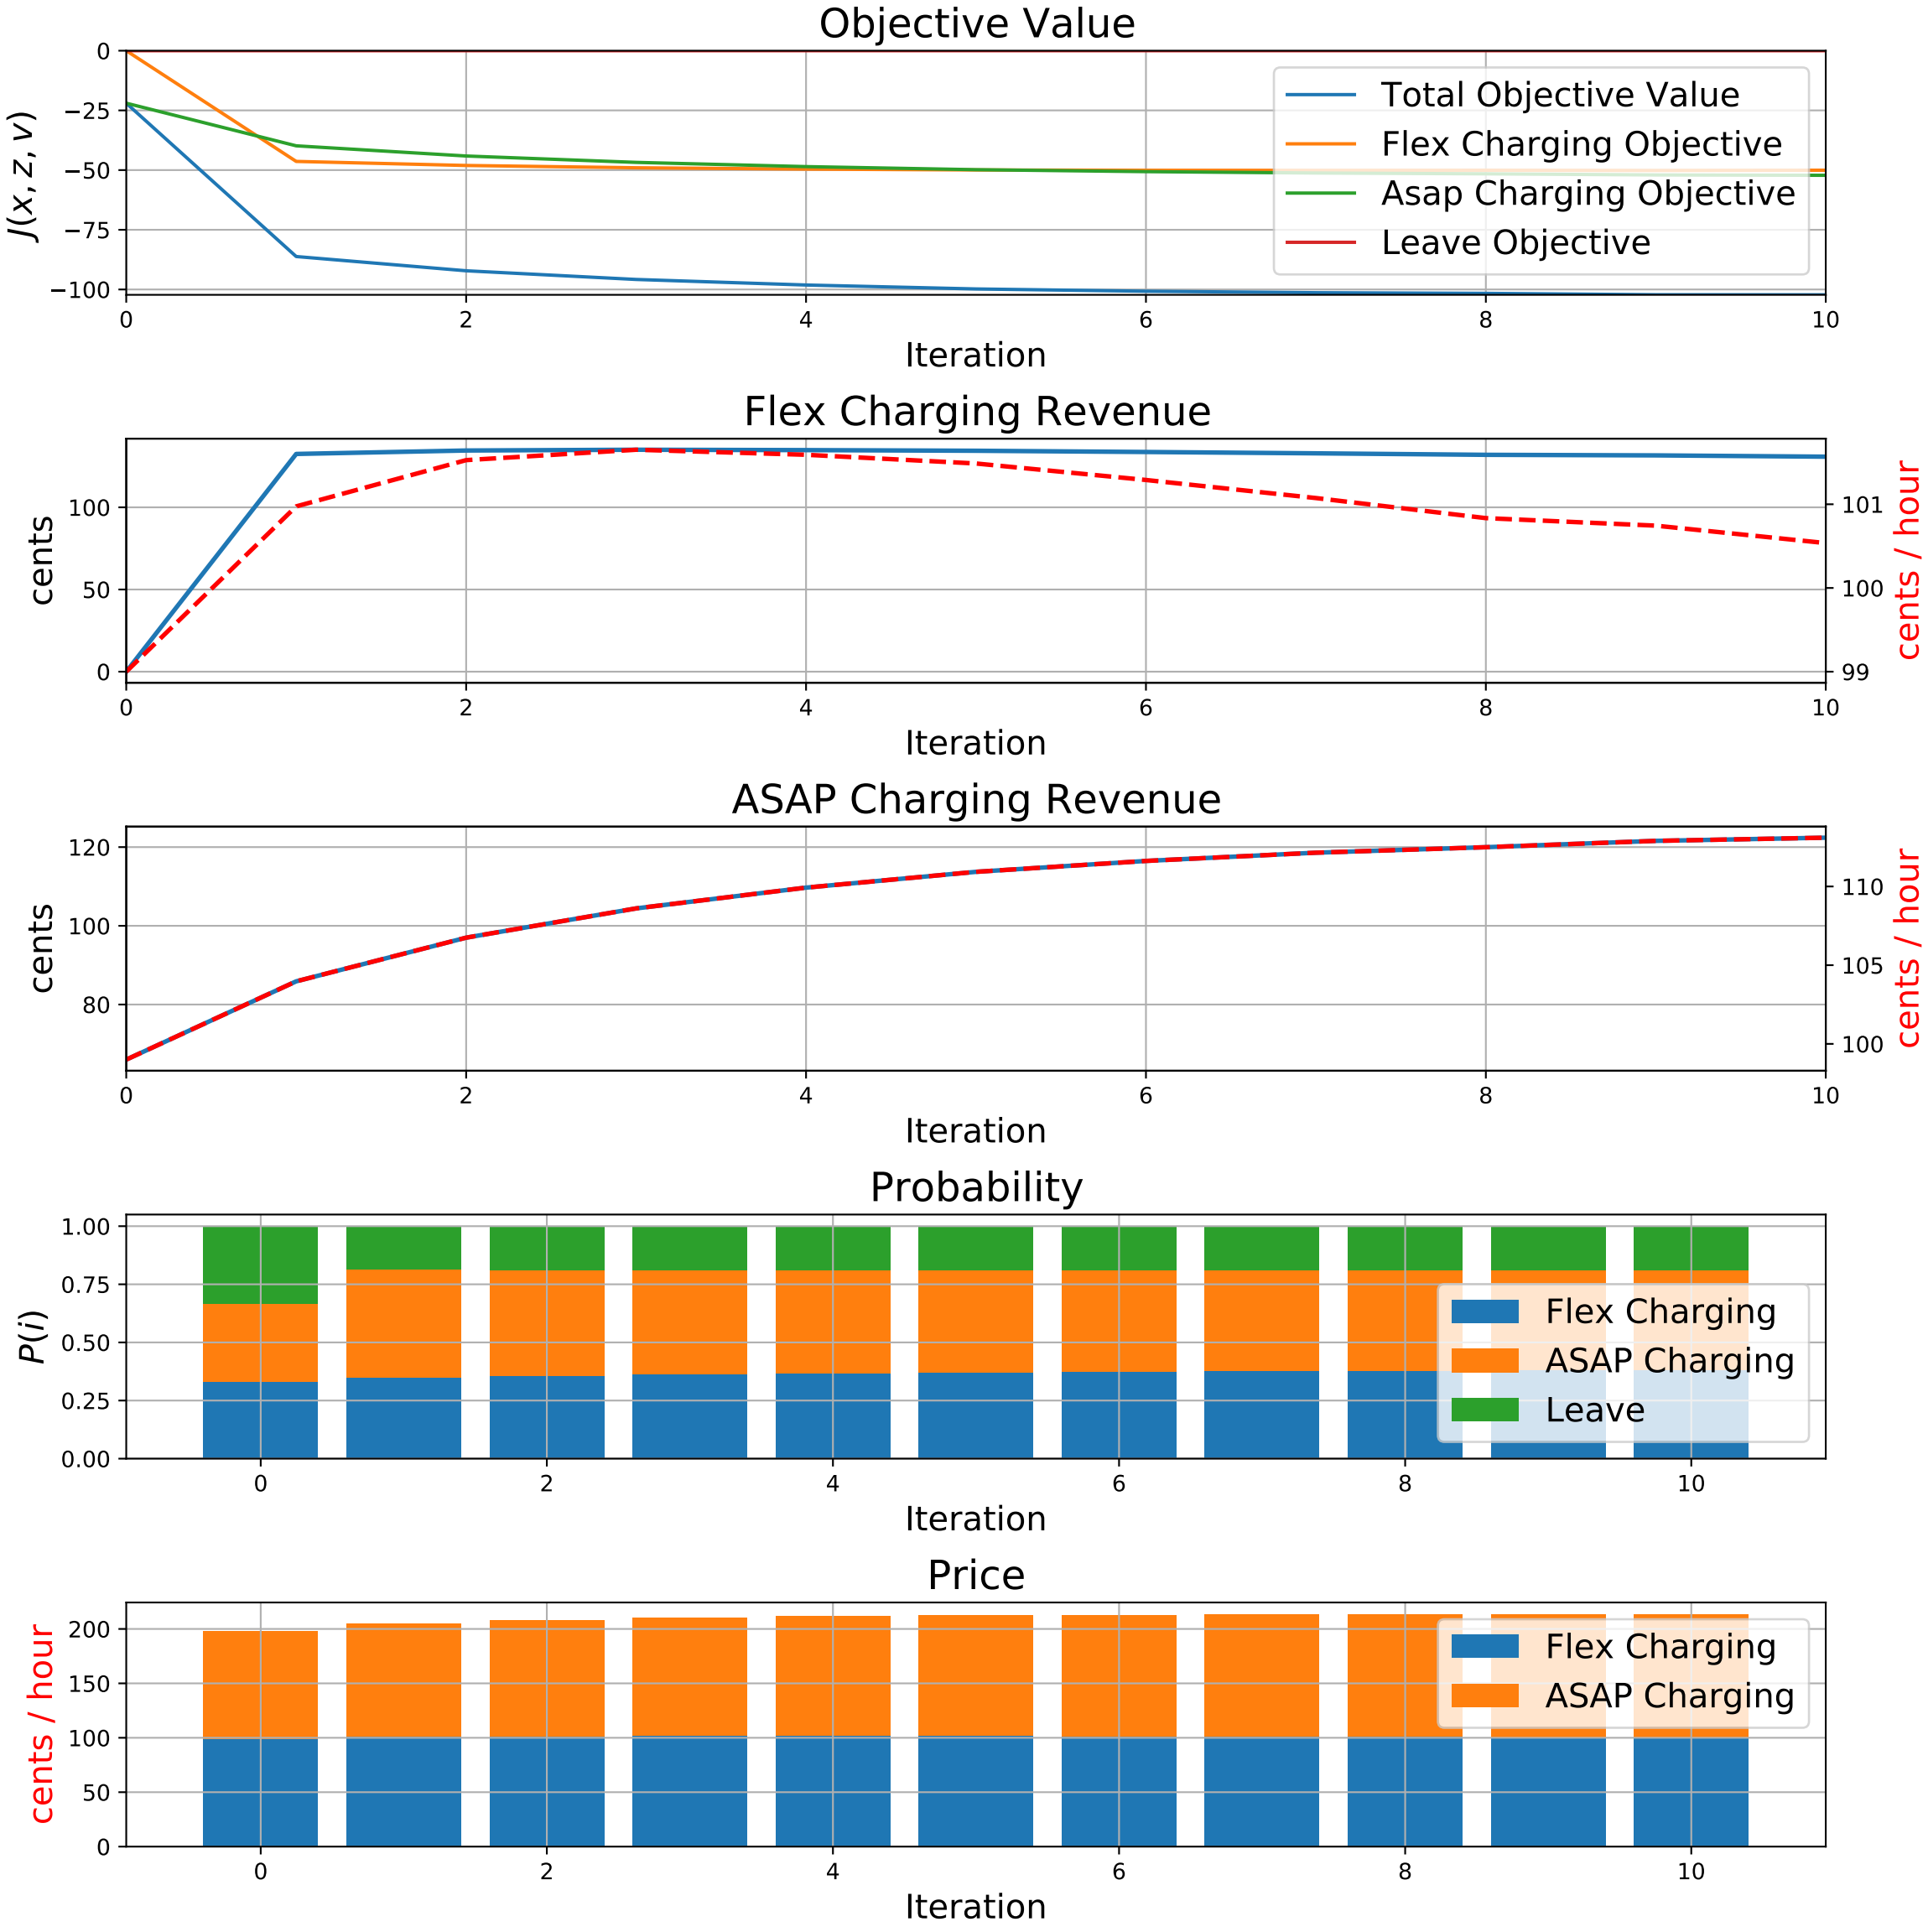 Objective Value
0
−25
−50
−75
−100
J(x, z, v)
Total Objective Value
Flex Charging Objective
Asap Charging Objective
Leave Objective
0 2 4 6 8 10
Iteration
Flex Charging Revenue
100
50
0
cents
101
100
99
cents / hour
0 2 4 6 8 10
Iteration
ASAP Charging Revenue
120
100
80
cents
110
105
100
cents / hour
0 2 4 6 8 10
Iteration
Probability
1.00
0.75
0.50
0.25
0.00
P(i)
Flex Charging
ASAP Charging
Leave
0 2 4 6 8 10
Iteration
Price
200
150
100
50
0
cents / hour
Flex Charging
ASAP Charging
0 2 4 6 8 10
Iteration